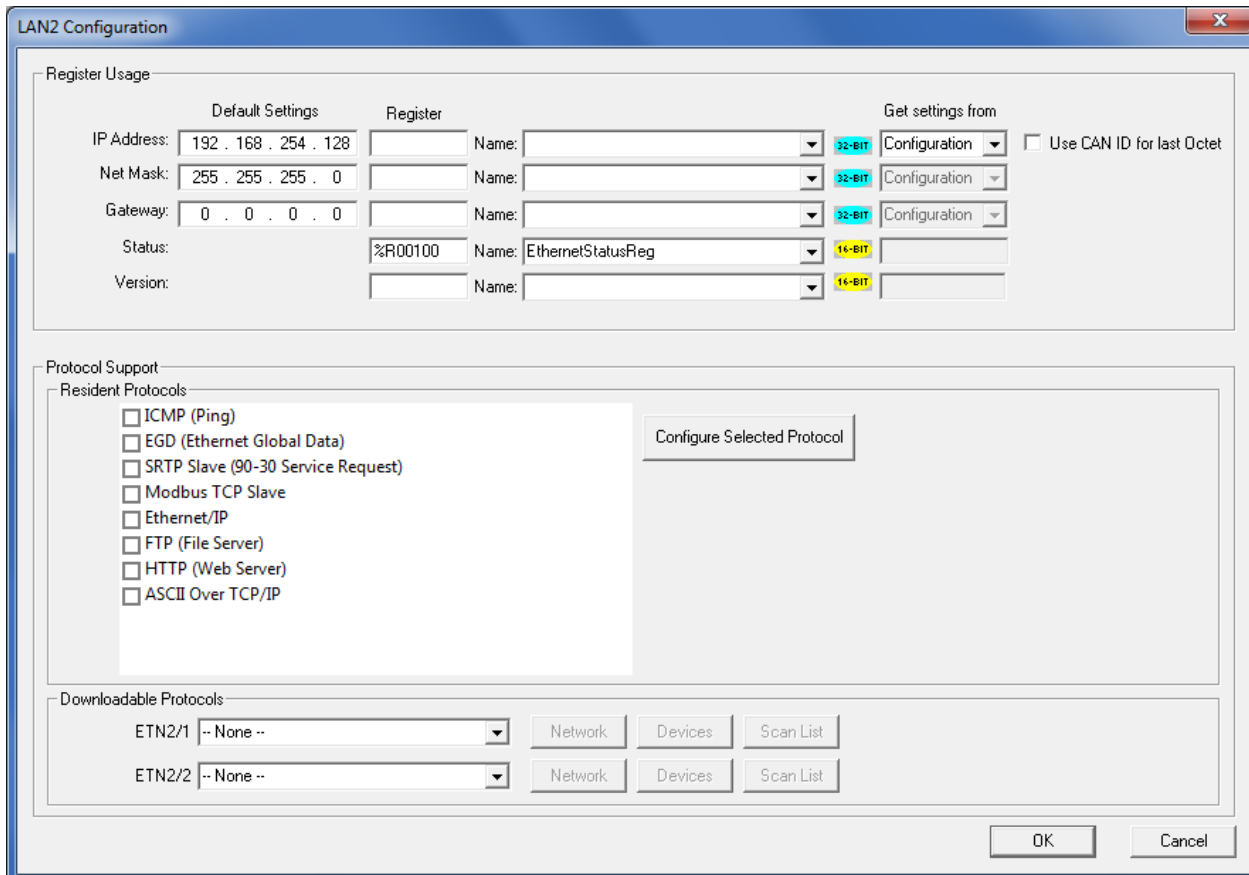 LAN2 Configuration
Register Usage
Default Settings Register Get settings from
IP Address: 192 . 168 . 254 . 128 Name: 32-BIT Configuration Use CAN ID for last Octet
Net Mask: 255 . 255 . 255 . 0 Name: 32-BIT Configuration
Gateway: 0 . 0 . 0 . 0 Name: 32-BIT Configuration
Status: %R00100 Name: EthernetStatusReg 16-BIT
Version: Name: 16-BIT
Protocol Support
Resident Protocols
ICMP (Ping)
EGD (Ethernet Global Data)
Configure Selected Protocol
SRTP Slave (90-30 Service Request)
Modbus TCP Slave
Ethernet/IP
FTP (File Server)
HTTP (Web Server)
ASCII Over TCP/IP
Downloadable Protocols
ETN2/1 -- None -- Network Devices Scan List
ETN2/2 -- None -- Network Devices Scan List
OK Cancel